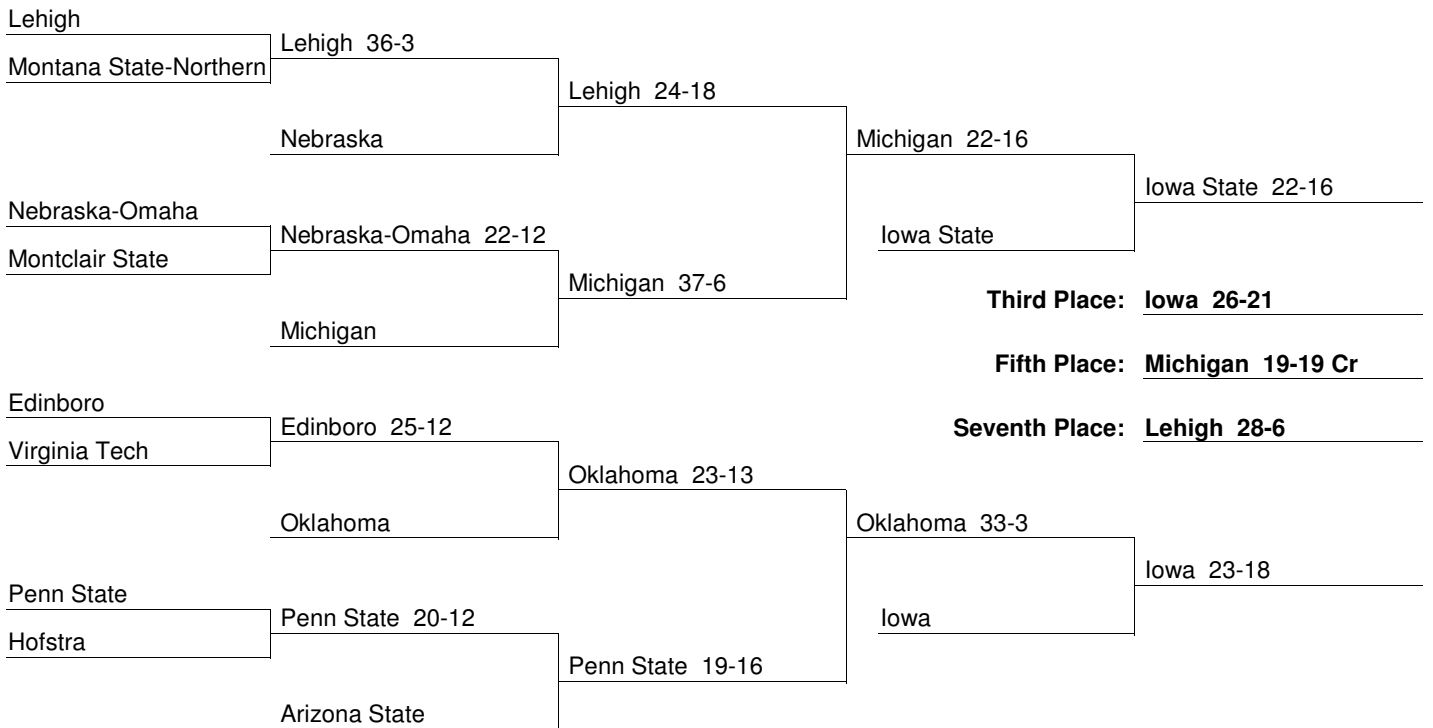 Lehigh
Lehigh 36-3
Montana State-Northern
Lehigh 24-18
Nebraska
Michigan 22-16
Iowa State 22-16
Nebraska-Omaha
Nebraska-Omaha 22-12
Iowa State
Montclair State
Michigan 37-6
Third Place: Iowa 26-21
Michigan
Fifth Place: Michigan 19-19 Cr
Edinboro
Edinboro 25-12
Seventh Place: Lehigh 28-6
Virginia Tech
Oklahoma 23-13
Oklahoma
Oklahoma 33-3
Iowa 23-18
Penn State
Penn State 20-12
Iowa
Hofstra
Penn State 19-16
Arizona State